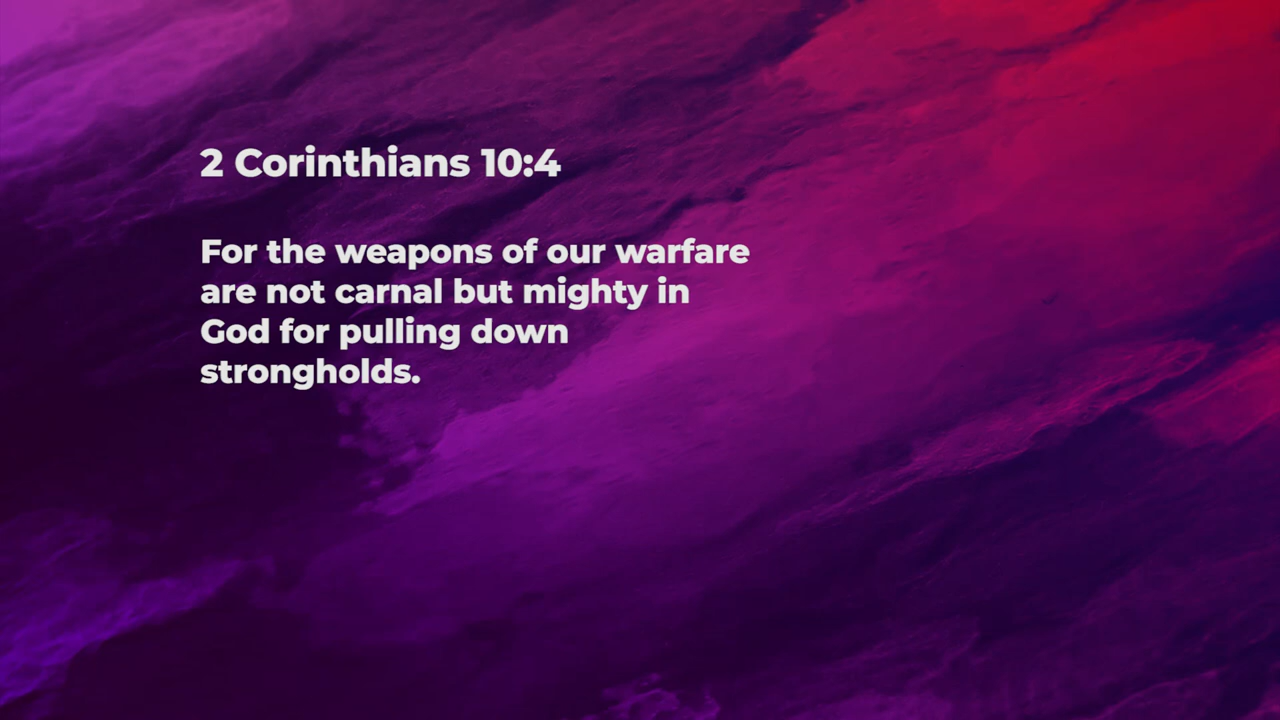 2 Corinthians 10:4
For the weapons of our warfare
are not carnal but mighty in
God for pulling down
strongholds.